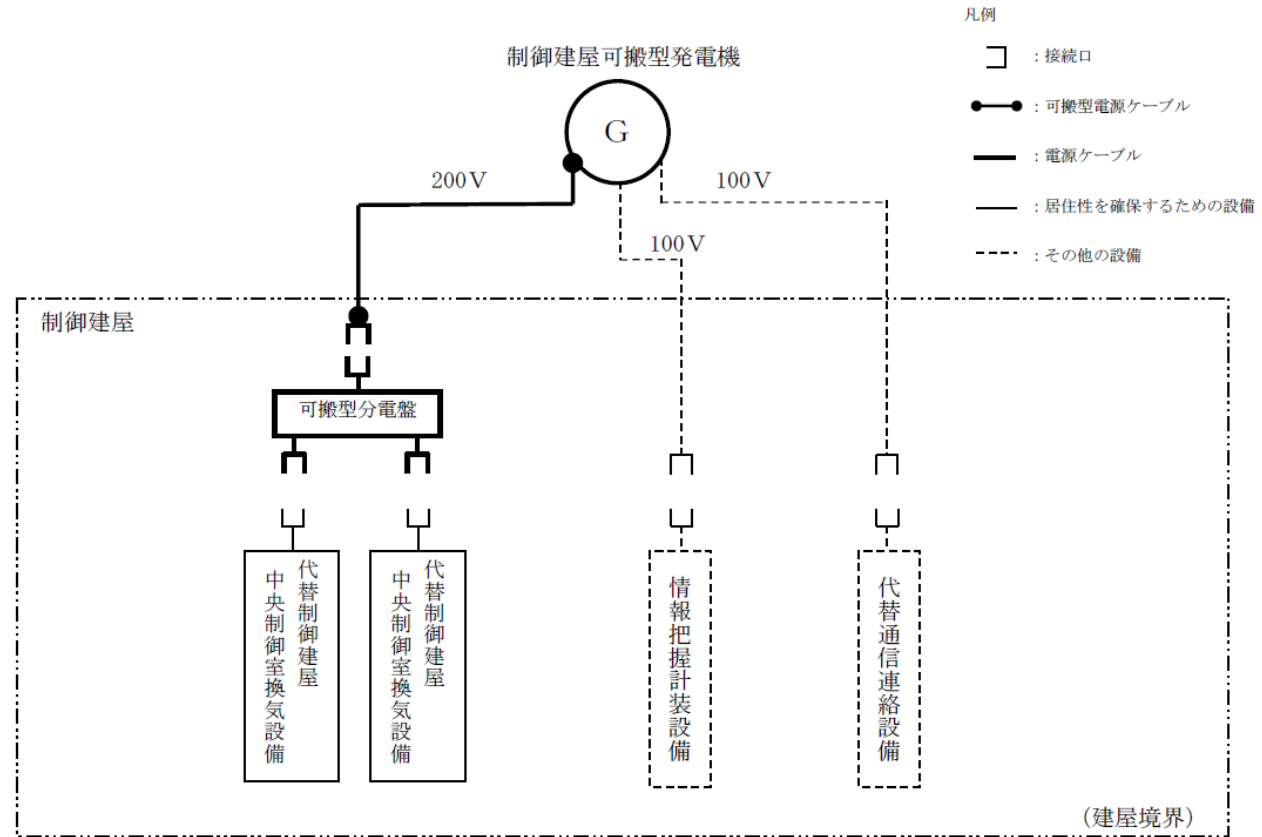 凡例
：接続口
：可搬型電源ケーブル
：電源ケーブル
：居住性を確保するための設備
：その他の設備
制御建屋可搬型発電機
G
200V
100V
100V
制御建屋
可搬型分電盤
代替制御建屋
中央制御室換気設備
代替制御建屋
中央制御室換気設備
情報把握計装設備
代替通信連絡設備
（建屋境界）